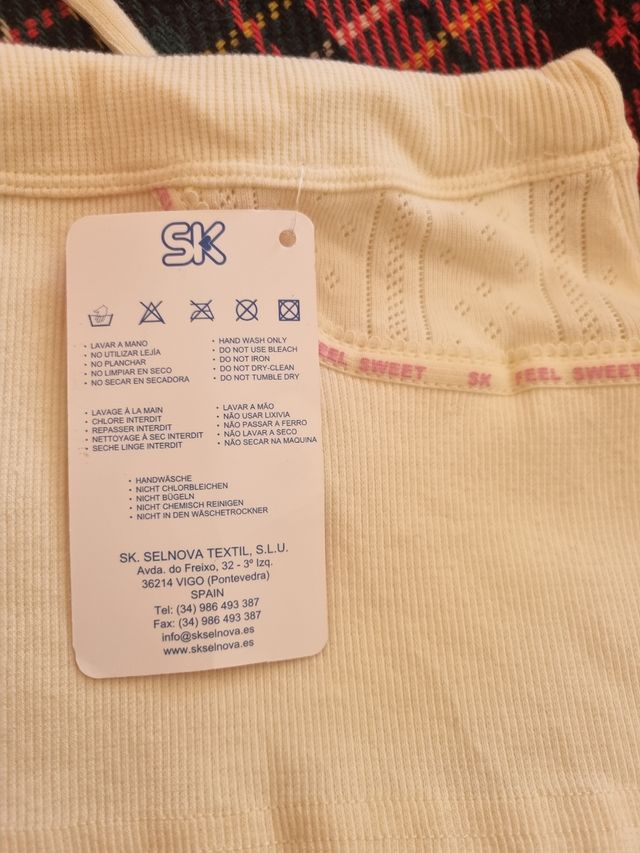 SK
• LAVAR A MANO
• NO UTILIZAR LEJÍA
• NO PLANCHAR
• NO LIMPIAR EN SECO
• NO SECAR EN SECADORA
• HAND WASH ONLY
• DO NOT USE BLEACH
• DO NOT IRON
• DO NOT DRY-CLEAN
• DO NOT TUMBLE DRY
• LAVAGE À LA MAIN
• CHLORE INTERDIT
• REPASSER INTERDIT
• NETTOYAGE À SEC INTERDIT
• SECHE LINGE INTERDIT
• LAVAR A MÃO
• NÃO USAR LIXIVIA
• NÃO PASSAR A FERRO
• NÃO LAVAR A SECO
• NÃO SECAR NA MAQUINA
• HANDWÄSCHE
• NICHT CHLORBLEICHEN
• NICHT BÜGELN
• NICHT CHEMISCH REINIGEN
• NICHT IN DEN WÄSCHETROCKNER
SK. SELNOVA TEXTIL, S.L.U.
Avda. do Freixo, 32 - 3º Izq.
36214 VIGO (Pontevedra)
SPAIN
Tel: (34) 986 493 387
Fax: (34) 986 493 387
info@skselnova.es
www.skselnova.es
EEL SWEET SK FEEL SWEET